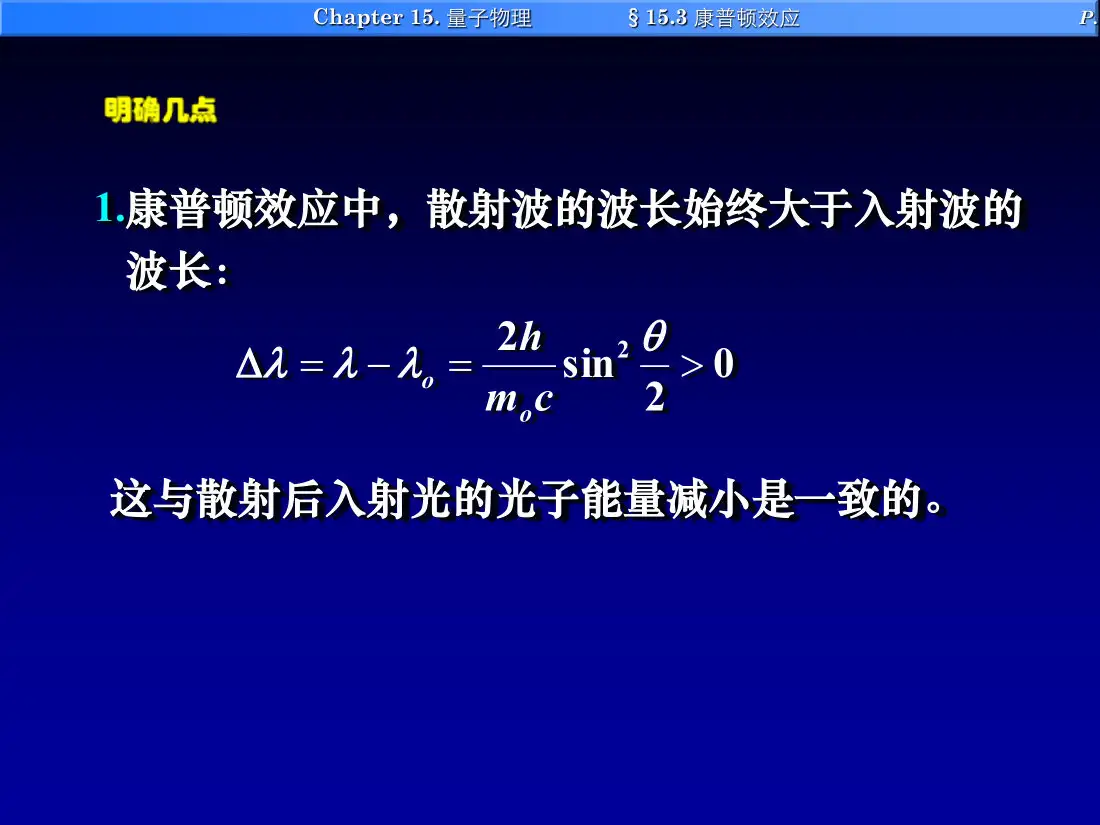 Chapter 15. 量子物理 § 15.3 康普顿效应 P.
明确几点
1.康普顿效应中，散射波的波长始终大于入射波的
波长：
Δλ = λ − λₒ = 2h/(mₒc) sin² θ/2 > 0
这与散射后入射光的光子能量减小是一致的。